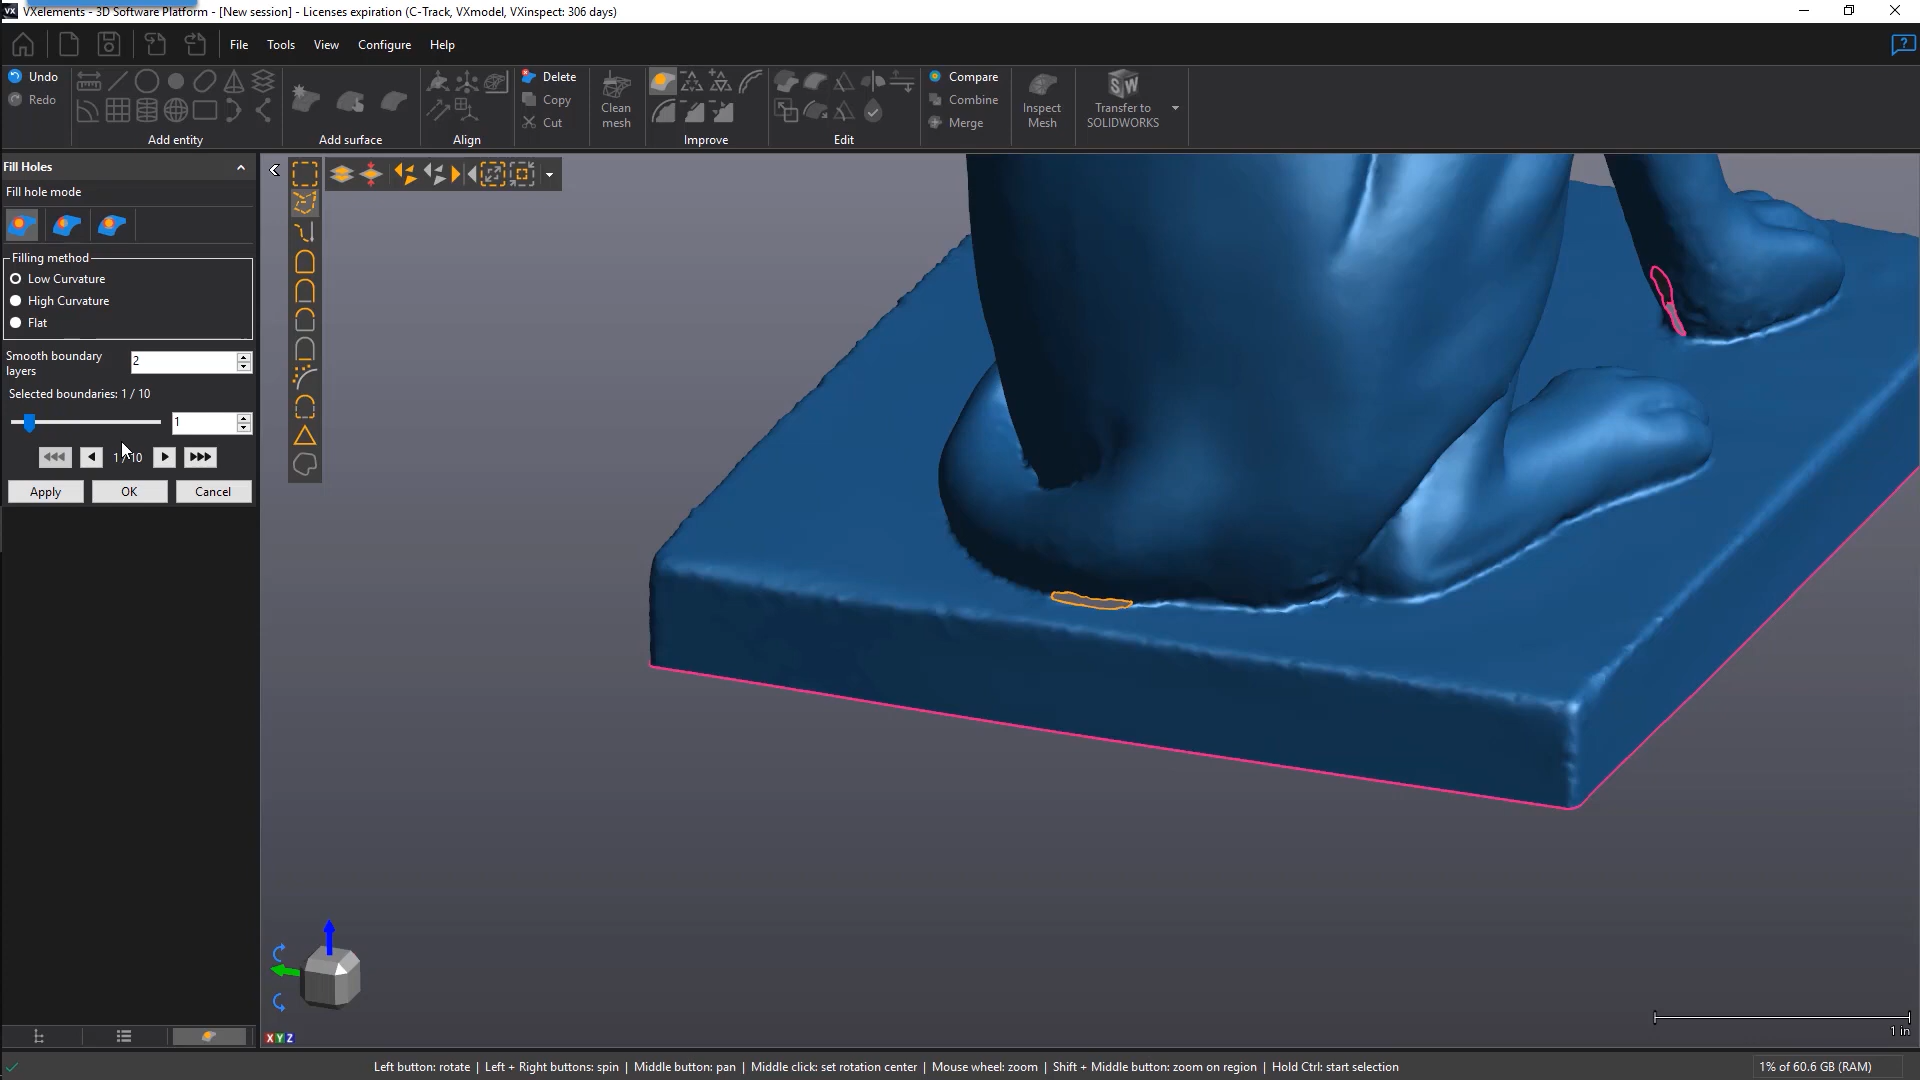 VXelements - 3D Software Platform - [New session] - Licenses expiration (C-Track, VXmodel, VXinspect: 306 days)
File Tools View Configure Help
Undo
Redo
Add entity
Add surface
Align
Delete
Copy
Cut
Clean mesh
Improve
Edit
Compare
Combine
Merge
Inspect Mesh
Transfer to SOLIDWORKS
Fill Holes
Fill hole mode
Filling method
Low Curvature
High Curvature
Flat
Smooth boundary layers
2
Selected boundaries: 1 / 10
1
1 / 10
Apply OK Cancel
X Y Z
1 in
Left button: rotate | Left + Right buttons: spin | Middle button: pan | Middle click: set rotation center | Mouse wheel: zoom | Shift + Middle button: zoom on region | Hold Ctrl: start selection
1% of 60.6 GB (RAM)